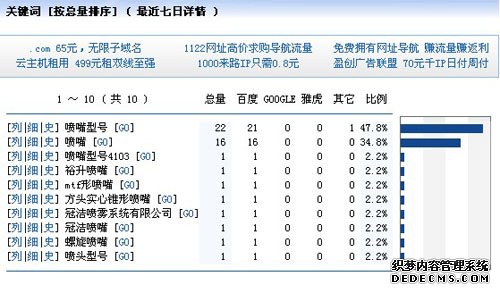 关键词 [按总量排序] ( 最近七日详情 )
.com 65元,无限子域名 1122网址高价求购导航流量 免费拥有网址导航 赚流量赚返利
云主机租用 499元租双线至强 1000来路IP只需0.8元 盈创广告联盟 70元千IP日付周付
1 ～ 10 ( 共 10 ) 总量 百度 GOOGLE 雅虎 其它 比例
[列|细|史] 喷嘴型号 [GO] 22 21 0 0 1 47.8%
[列|细|史] 喷嘴 [GO] 16 16 0 0 0 34.8%
[列|细|史] 喷嘴型号4103 [GO] 1 1 0 0 0 2.2%
[列|细|史] 裕升喷嘴 [GO] 1 1 0 0 0 2.2%
[列|细|史] mtf形喷嘴 [GO] 1 1 0 0 0 2.2%
[列|细|史] 方头实心锥形喷嘴 [GO] 1 1 0 0 0 2.2%
[列|细|史] 冠洁喷雾系统有限公司 [GO] 1 1 0 0 0 2.2%
[列|细|史] 冠洁喷嘴 [GO] 1 1 0 0 0 2.2%
[列|细|史] 螺旋喷嘴 [GO] 1 1 0 0 0 2.2%
[列|细|史] 喷头型号 [GO] 1 1 0 0 0 2.2%
织梦内容管理系统
DEDECMS.COM